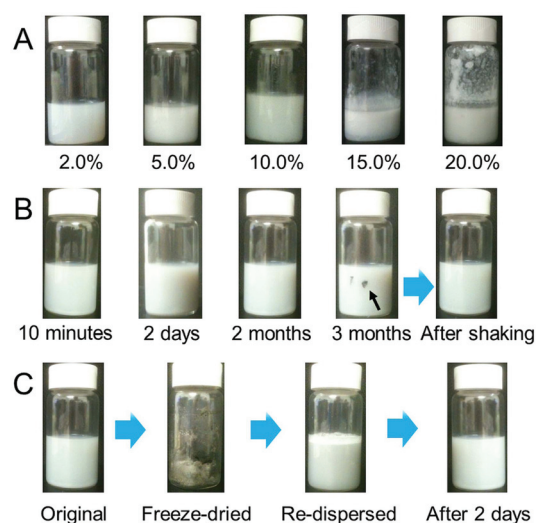 A
2.0% 5.0% 10.0% 15.0% 20.0%
B
10 minutes 2 days 2 months 3 months After shaking
C
Original Freeze-dried Re-dispersed After 2 days